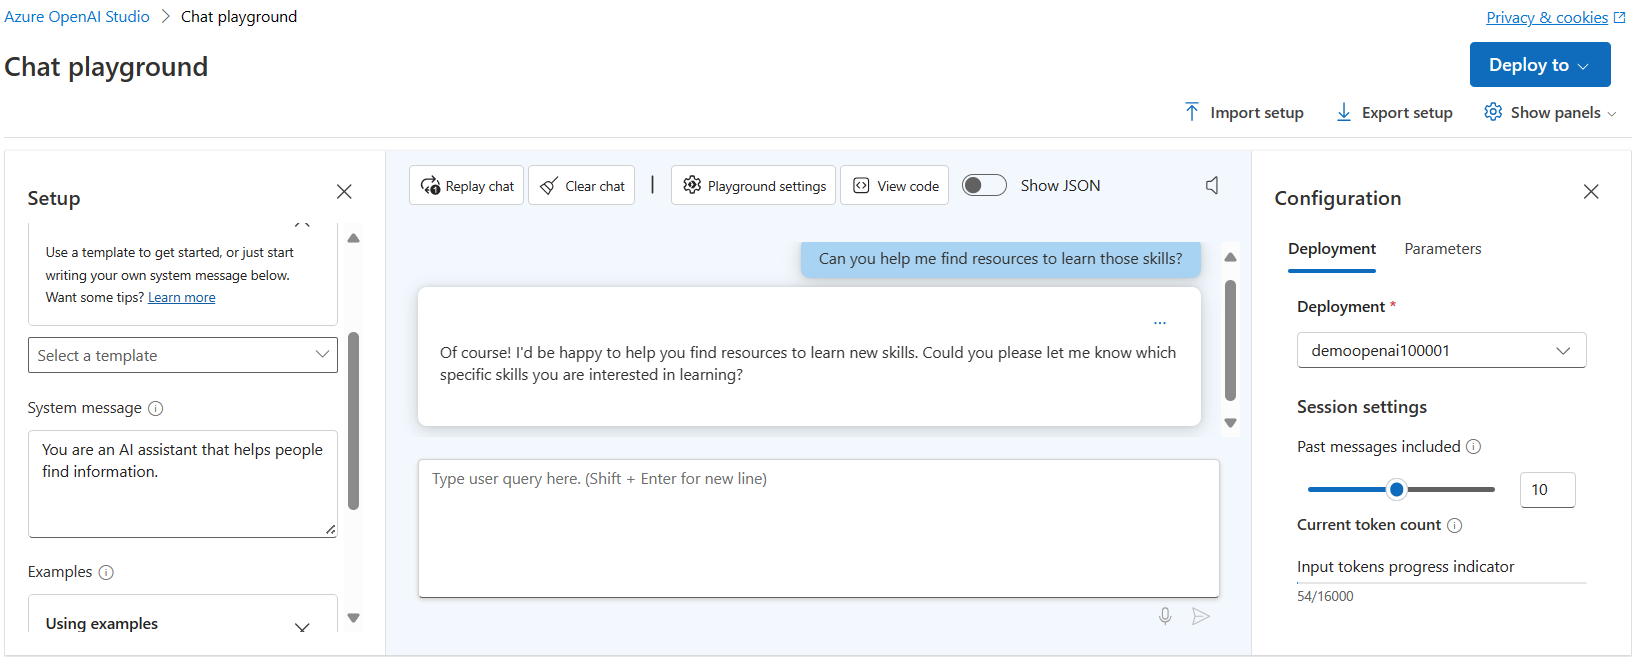 Azure OpenAI Studio > Chat playground
Privacy & cookies
Chat playground
Deploy to
Import setup
Export setup
Show panels
Setup
Use a template to get started, or just start
writing your own system message below.
Want some tips? Learn more
Select a template
System message
You are an AI assistant that helps people
find information.
Examples
Using examples
Replay chat
Clear chat
Playground settings
View code
Show JSON
Can you help me find resources to learn those skills?
...
Of course! I'd be happy to help you find resources to learn new skills. Could you please let me know which
specific skills you are interested in learning?
Type user query here. (Shift + Enter for new line)
Configuration
Deployment
Parameters
Deployment *
demoopenai100001
Session settings
Past messages included
10
Current token count
Input tokens progress indicator
54/16000